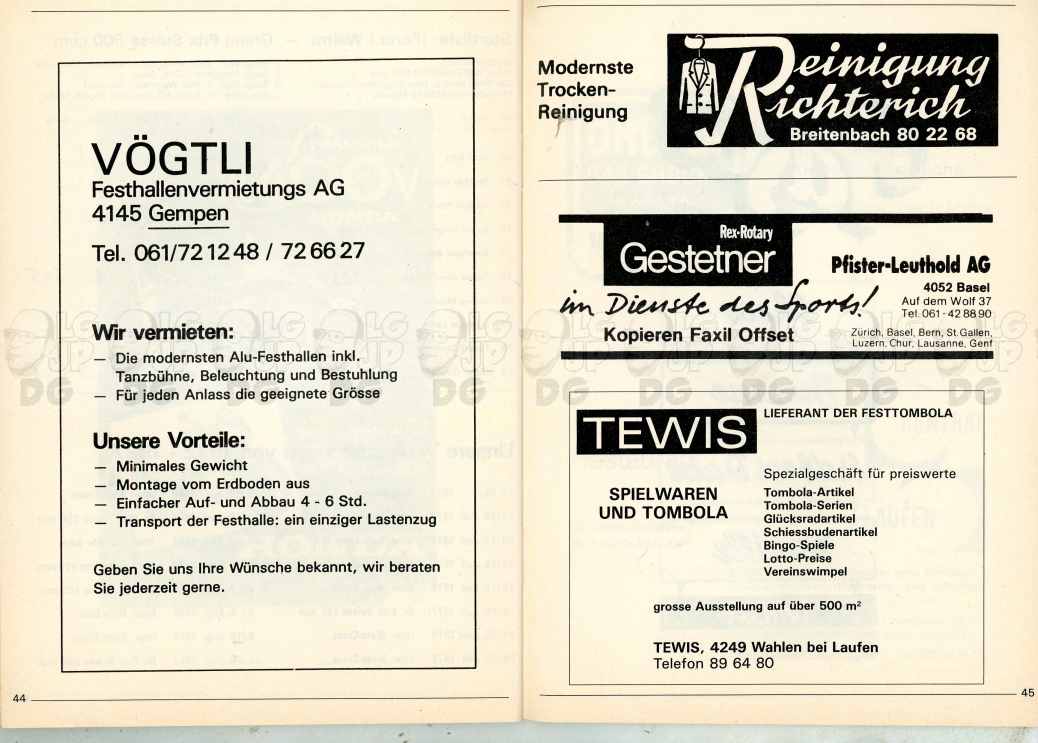 VÖGTLI
Festhallenvermietungs AG
4145 Gempen
Tel. 061/72 12 48 / 72 66 27
Wir vermieten:
— Die modernsten Alu-Festhallen inkl.
Tanzbühne, Beleuchtung und Bestuhlung
— Für jeden Anlass die geeignete Grösse
Unsere Vorteile:
— Minimales Gewicht
— Montage vom Erdboden aus
Einfacher Auf- und Abbau 4 - 6 Std.
— Transport der Festhalle: ein einziger Lastenzug
Geben Sie uns Ihre Wünsche bekannt, wir beraten
Sie jederzeit gerne.
44
Modernste
Trocken-
Reinigung
Reinigung
Richterich
Breitenbach 80 22 68
Rex-Rotary
Gestetner
Pfister-Leuthold AG
4052 Basel
Auf dem Wolf 37
Tel. 061 - 42 88 90
im Dienste des Sports!
Kopieren Faxil Offset
Zürich, Basel, Bern, St.Gallen,
Luzern, Chur, Lausanne, Genf
TEWIS
LIEFERANT DER FESTTOMBOLA
Spezialgeschäft für preiswerte
SPIELWAREN
UND TOMBOLA
Tombola-Artikel
Tombola-Serien
Glücksradartikel
Schiessbudenartikel
Bingo-Spiele
Lotto-Preise
Vereinswimpel
grosse Ausstellung auf über 500 m²
TEWIS, 4249 Wahlen bei Laufen
Telefon 89 64 80
45
LG
JP
DG